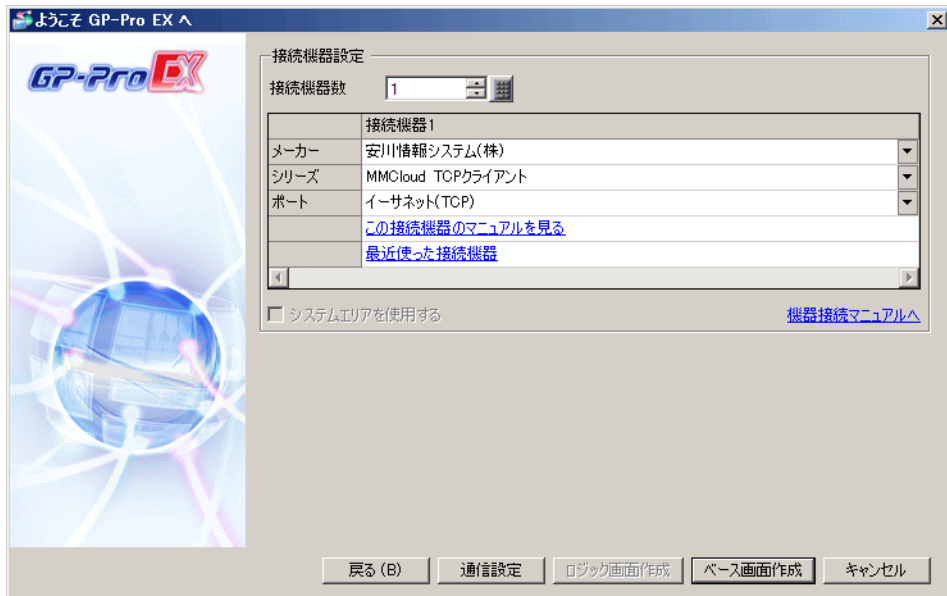 ようこそ GP-Pro EX へ
GP-Pro EX
接続機器設定
接続機器数 1
接続機器1
メーカー 安川情報システム(株)
シリーズ MMCloud TCPクライアント
ポート イーサネット(TCP)
この接続機器のマニュアルを見る
最近使った接続機器
システムエリアを使用する 機器接続マニュアルへ
戻る(B) 通信設定 ロジック画面作成 ベース画面作成 キャンセル